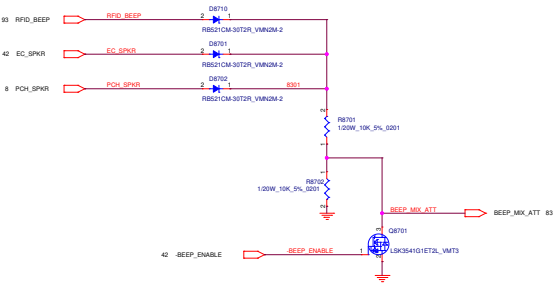 D8710
93 RFID_BEEP RFID_BEEP 2 1
RB521CM-30T2R_VMN2M-2
D8701
42 EC_SPKR EC_SPKR 2 1
RB521CM-30T2R_VMN2M-2
D8702
8 PCH_SPKR PCH_SPKR 2 1 8301
RB521CM-30T2R_VMN2M-2
2
R8701
1/20W_10K_5%_0201
1
1
R8702
1/20W_10K_5%_0201
2
BEEP_MIX_ATT BEEP_MIX_ATT 83
3 Q8701
42 -BEEP_ENABLE -BEEP_ENABLE 1 LSK3541G1ET2L_VMT3